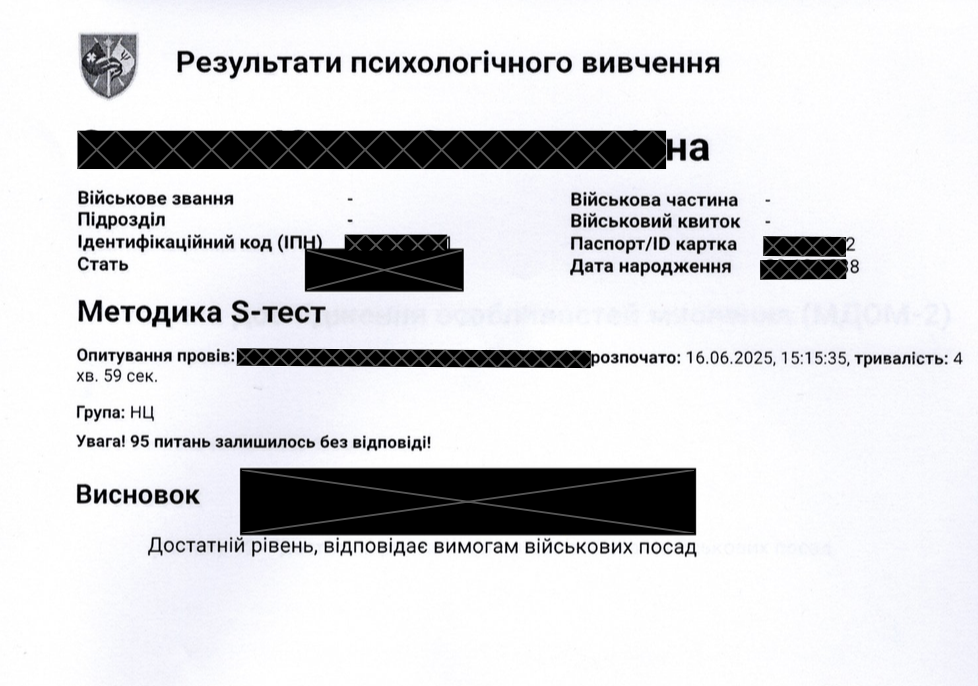 Результати психологічного вивчення
на
Військове звання -
Військова частина -
Підрозділ -
Військовий квиток -
Ідентифікаційний код (ІПН)
Паспорт/ID картка 2
Стать
Дата народження 8
Методика S-тест
Опитування провів: розпочато: 16.06.2025, 15:15:35, тривалість: 4
хв. 59 сек.
Група: НЦ
Увага! 95 питань залишилось без відповіді!
Висновок
Достатній рівень, відповідає вимогам військових посад